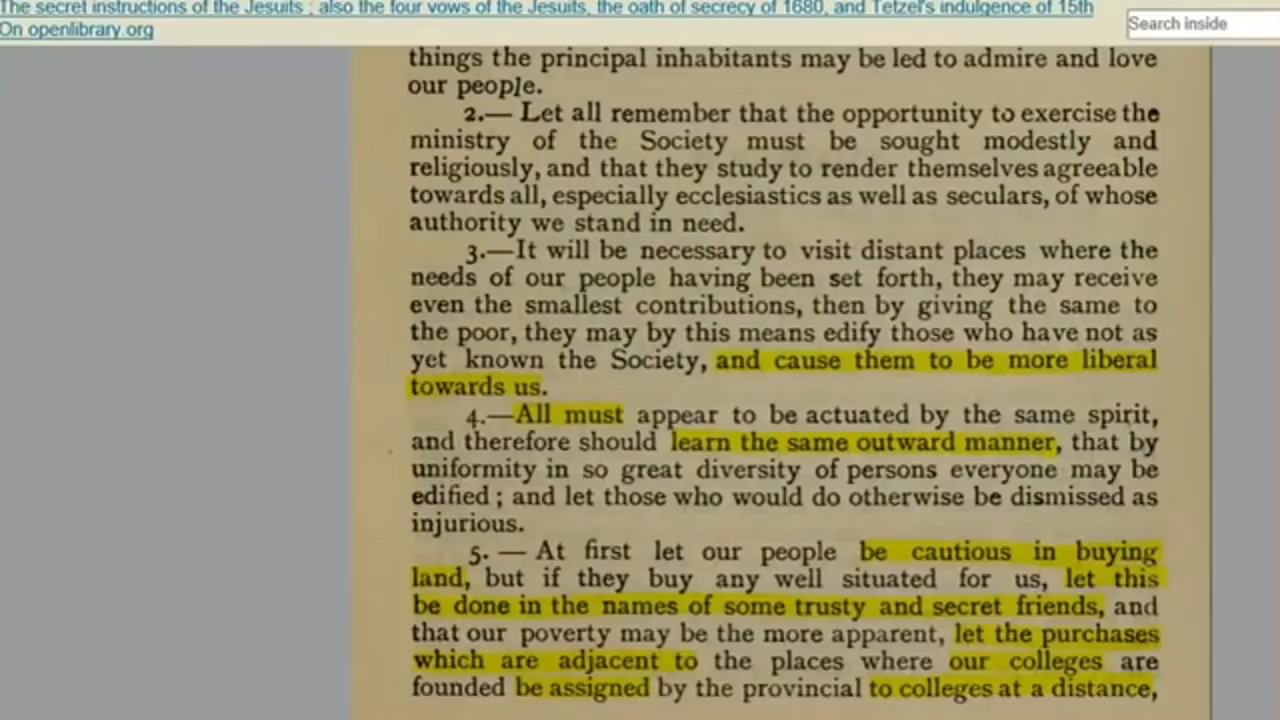 The secret instructions of the Jesuits ; also the four vows of the Jesuits, the oath of secrecy of 1680, and Tetzel's indulgence of 15th
On openlibrary.org
Search inside
things the principal inhabitants may be led to admire and love
our people.
2.— Let all remember that the opportunity to exercise the
ministry of the Society must be sought modestly and
religiously, and that they study to render themselves agreeable
towards all, especially ecclesiastics as well as seculars, of whose
authority we stand in need.
3.—It will be necessary to visit distant places where the
needs of our people having been set forth, they may receive
even the smallest contributions, then by giving the same to
the poor, they may by this means edify those who have not as
yet known the Society, and cause them to be more liberal
towards us.
4.—All must appear to be actuated by the same spirit,
and therefore should learn the same outward manner, that by
uniformity in so great diversity of persons everyone may be
edified ; and let those who would do otherwise be dismissed as
injurious.
5. — At first let our people be cautious in buying
land, but if they buy any well situated for us, let this
be done in the names of some trusty and secret friends, and
that our poverty may be the more apparent, let the purchases
which are adjacent to the places where our colleges are
founded be assigned by the provincial to colleges at a distance,